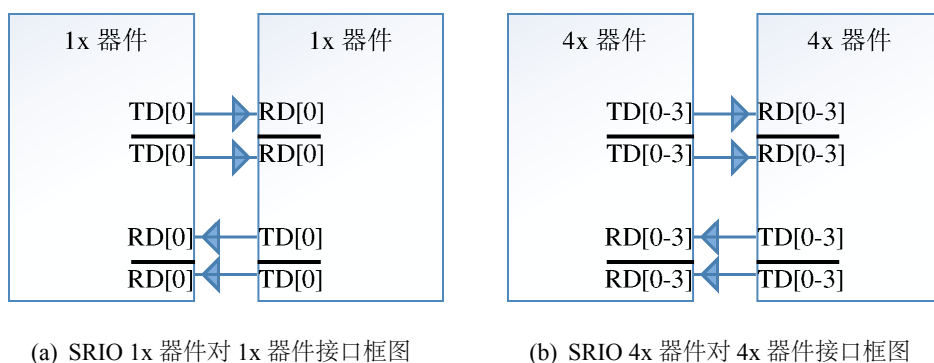 1x 器件
1x 器件
TD[0]
RD[0]
TD[0]
RD[0]
RD[0]
TD[0]
RD[0]
TD[0]
(a) SRIO 1x 器件对 1x 器件接口框图
4x 器件
4x 器件
TD[0-3]
RD[0-3]
TD[0-3]
RD[0-3]
RD[0-3]
TD[0-3]
RD[0-3]
TD[0-3]
(b) SRIO 4x 器件对 4x 器件接口框图